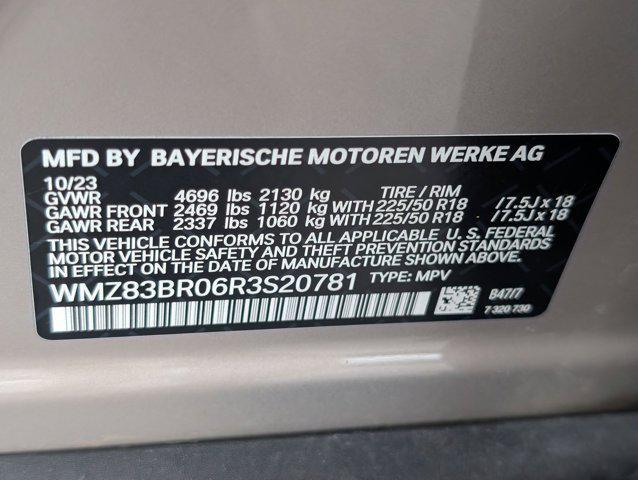 MFD BY BAYERISCHE MOTOREN WERKE AG
10/23
GVWR 4696 lbs 2130 kg TIRE / RIM
GAWR FRONT 2469 lbs 1120 kg WITH 225/50 R18 /7.5J x 18
GAWR REAR 2337 lbs 1060 kg WITH 225/50 R18 /7.5J x 18
THIS VEHICLE CONFORMS TO ALL APPLICABLE U.S. FEDERAL
MOTOR VEHICLE SAFETY AND THEFT PREVENTION
STANDARDS IN EFFECT ON THE DATE OF MANUFACTURE SHOWN ABOVE.
WMZ83BR06R3S20781 TYPE: MPV
B47/7
7 320 730